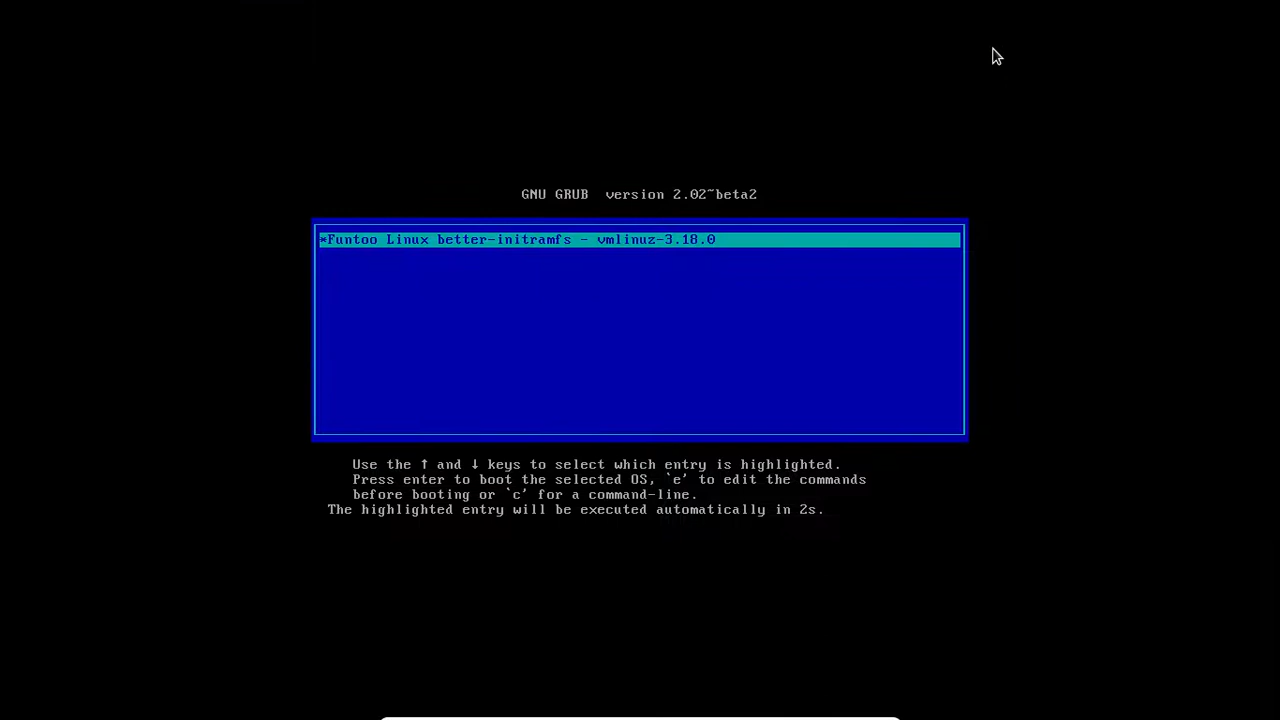 GNU GRUB  version 2.02~beta2
*Funtoo Linux better-initramfs - vmlinuz-3.18.0
Use the ↑ and ↓ keys to select which entry is highlighted.
Press enter to boot the selected OS, `e' to edit the commands
before booting or `c' for a command-line.
The highlighted entry will be executed automatically in 2s.